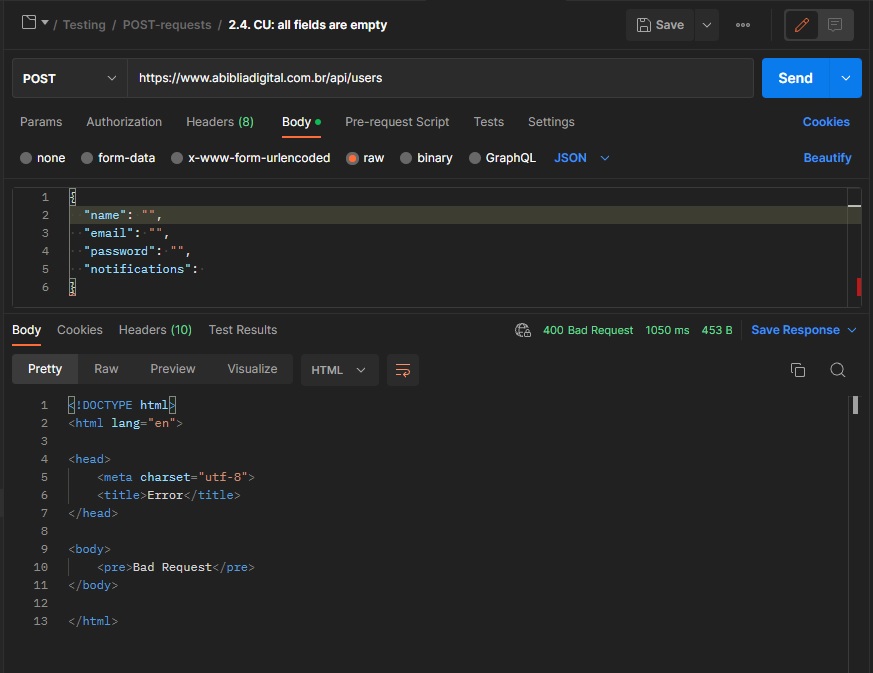 / Testing / POST-requests / 2.4. CU: all fields are empty Save
POST https://www.abibliadigital.com.br/api/users Send
Params Authorization Headers (8) Body Pre-request Script Tests Settings Cookies
none form-data x-www-form-urlencoded raw binary GraphQL JSON Beautify
1 {
2 "name": "",
3 "email": "",
4 "password": "",
5 "notifications":
6 }
Body Cookies Headers (10) Test Results 400 Bad Request 1050 ms 453 B Save Response
Pretty Raw Preview Visualize HTML
1 <!DOCTYPE html>
2 <html lang="en">
3
4 <head>
5 <meta charset="utf-8">
6 <title>Error</title>
7 </head>
8
9 <body>
10 <pre>Bad Request</pre>
11 </body>
12
13 </html>